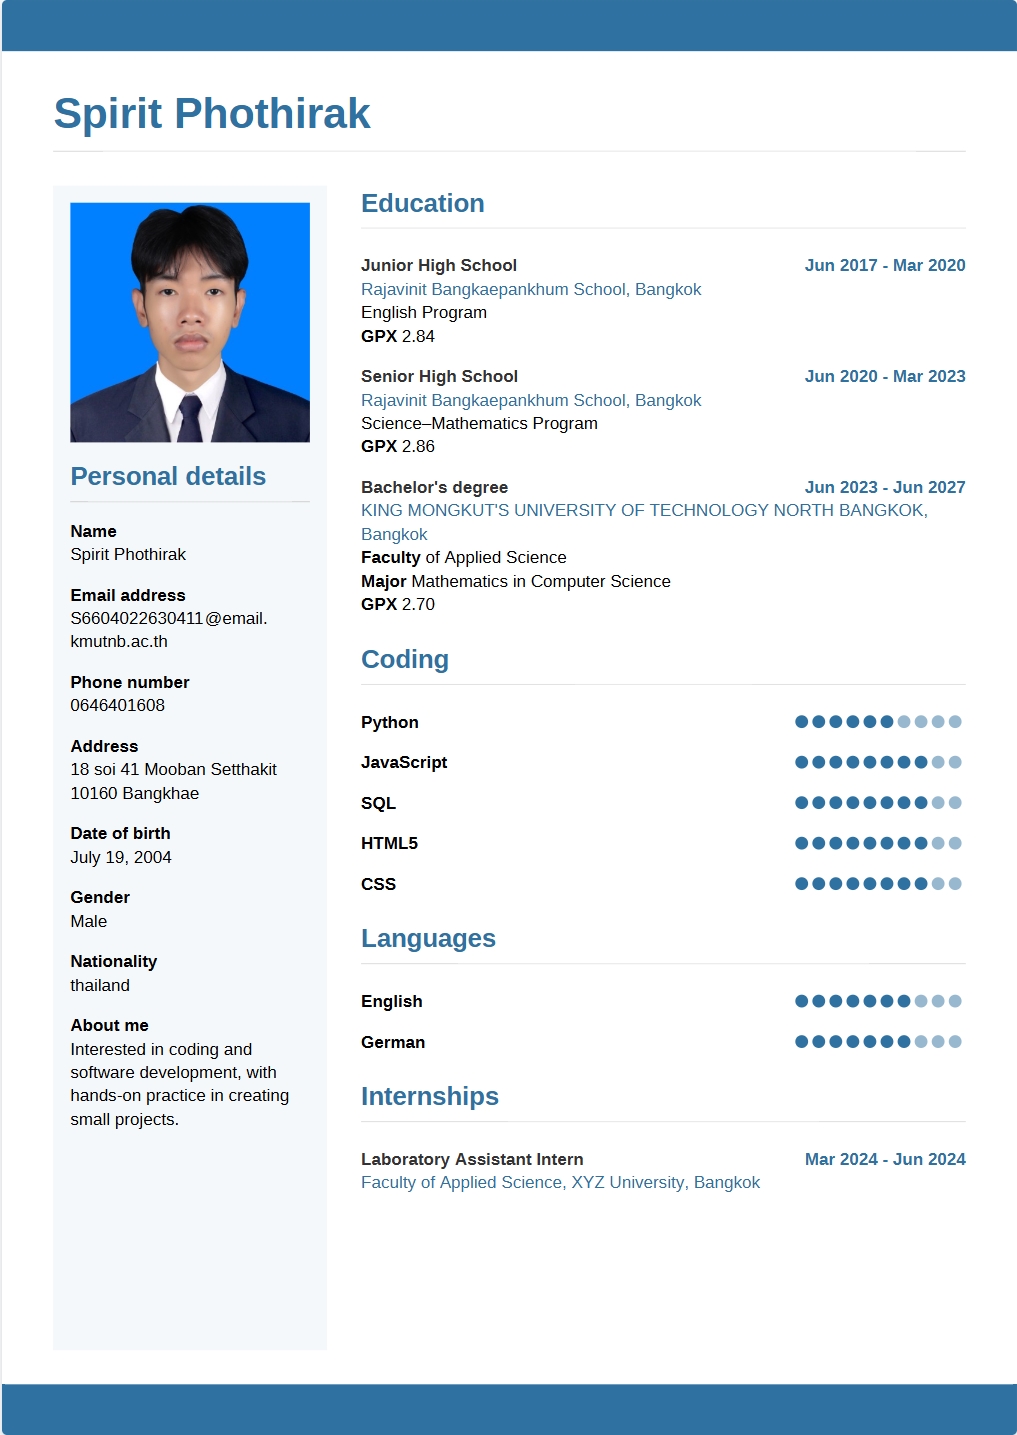 Spirit Phothirak
Personal details
Name
Spirit Phothirak
Email address
S6604022630411@email.
kmutnb.ac.th
Phone number
0646401608
Address
18 soi 41 Mooban Setthakit
10160 Bangkhae
Date of birth
July 19, 2004
Gender
Male
Nationality
thailand
About me
Interested in coding and
software development, with
hands-on practice in creating
small projects.
Education
Junior High School Jun 2017 - Mar 2020
Rajavinit Bangkaepankhum School, Bangkok
English Program
GPX 2.84
Senior High School Jun 2020 - Mar 2023
Rajavinit Bangkaepankhum School, Bangkok
Science–Mathematics Program
GPX 2.86
Bachelor's degree Jun 2023 - Jun 2027
KING MONGKUT'S UNIVERSITY OF TECHNOLOGY NORTH BANGKOK,
Bangkok
Faculty of Applied Science
Major Mathematics in Computer Science
GPX 2.70
Coding
Python
JavaScript
SQL
HTML5
CSS
Languages
English
German
Internships
Laboratory Assistant Intern Mar 2024 - Jun 2024
Faculty of Applied Science, XYZ University, Bangkok